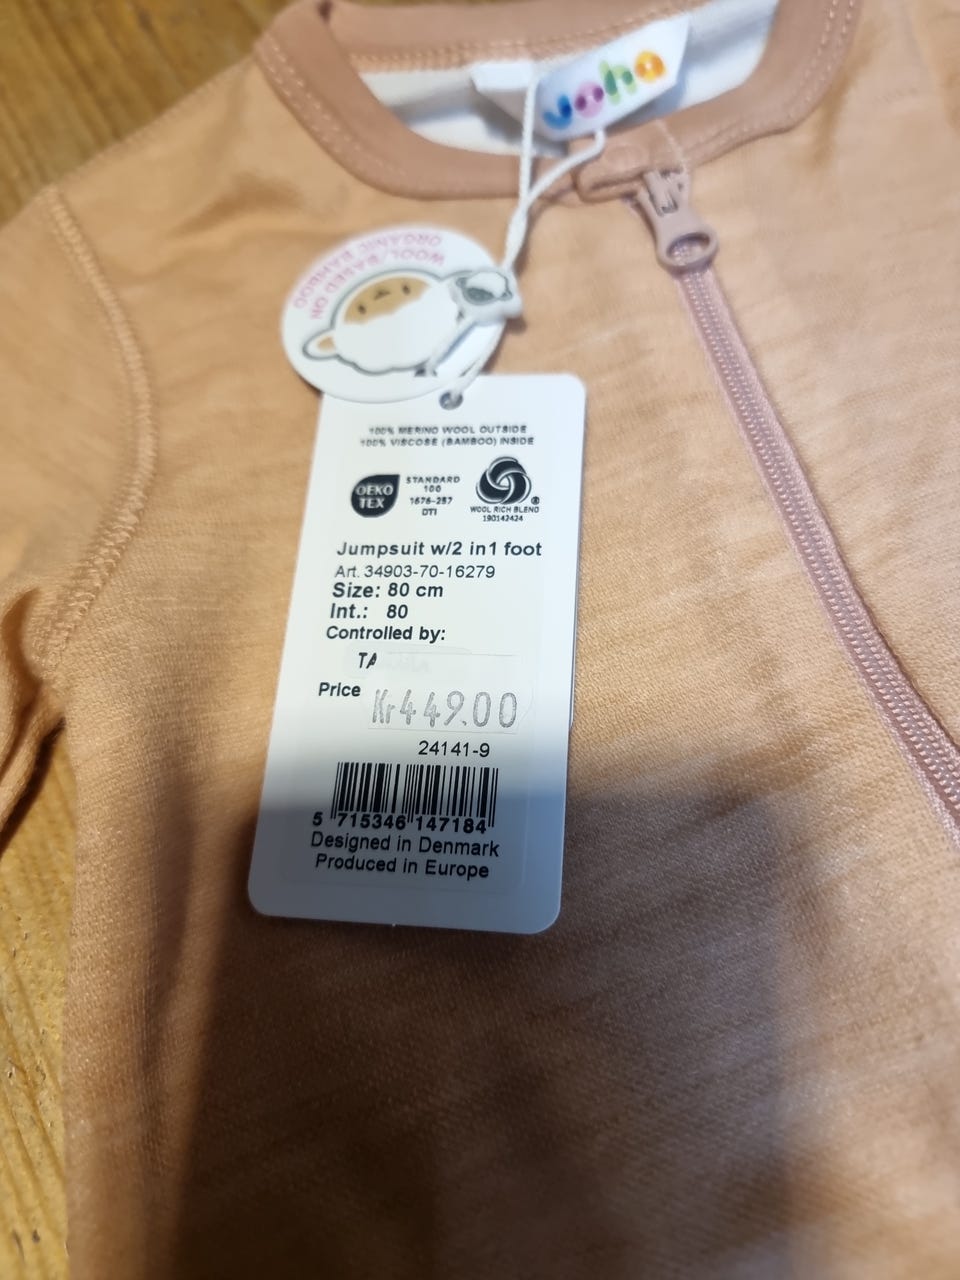 Joha
WOOL/BASED ON
ORGANIC BAMBOO
100% MERINO WOOL OUTSIDE
100% VISCOSE (BAMBOO) INSIDE
OEKO
TEX
STANDARD
100
1676-257
DTI
®
WOOL RICH BLEND
190142424
Jumpsuit w/2 in1 foot
Art. 34903-70-16279
Size: 80 cm
Int.: 80
Controlled by:
TA
Price Kr449.00
24141-9
5 715346 147184
Designed in Denmark
Produced in Europe